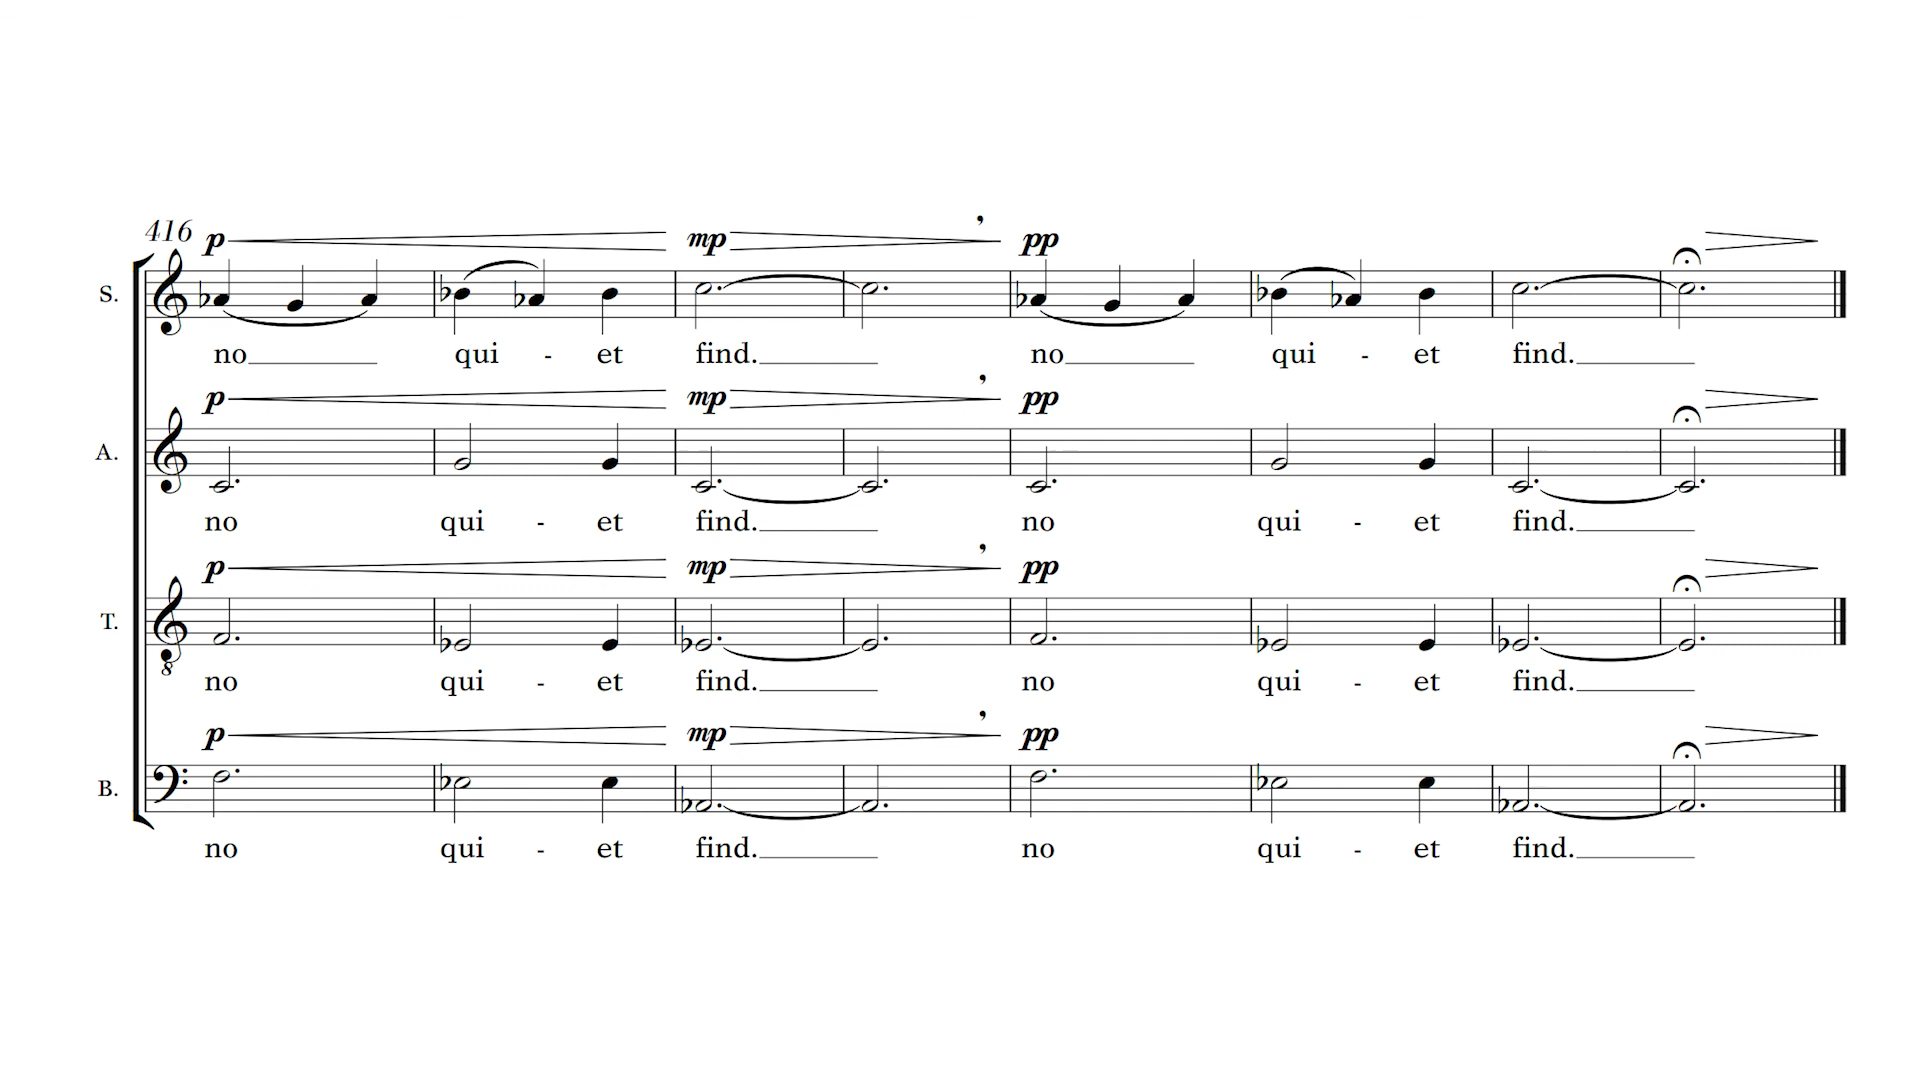 416 p mp , pp
S.
no qui - et find. no qui - et find.
p mp , pp
A.
no qui - et find. no qui - et find.
p mp , pp
T.
8
no qui - et find. no qui - et find.
p mp , pp
B.
no qui - et find. no qui - et find.